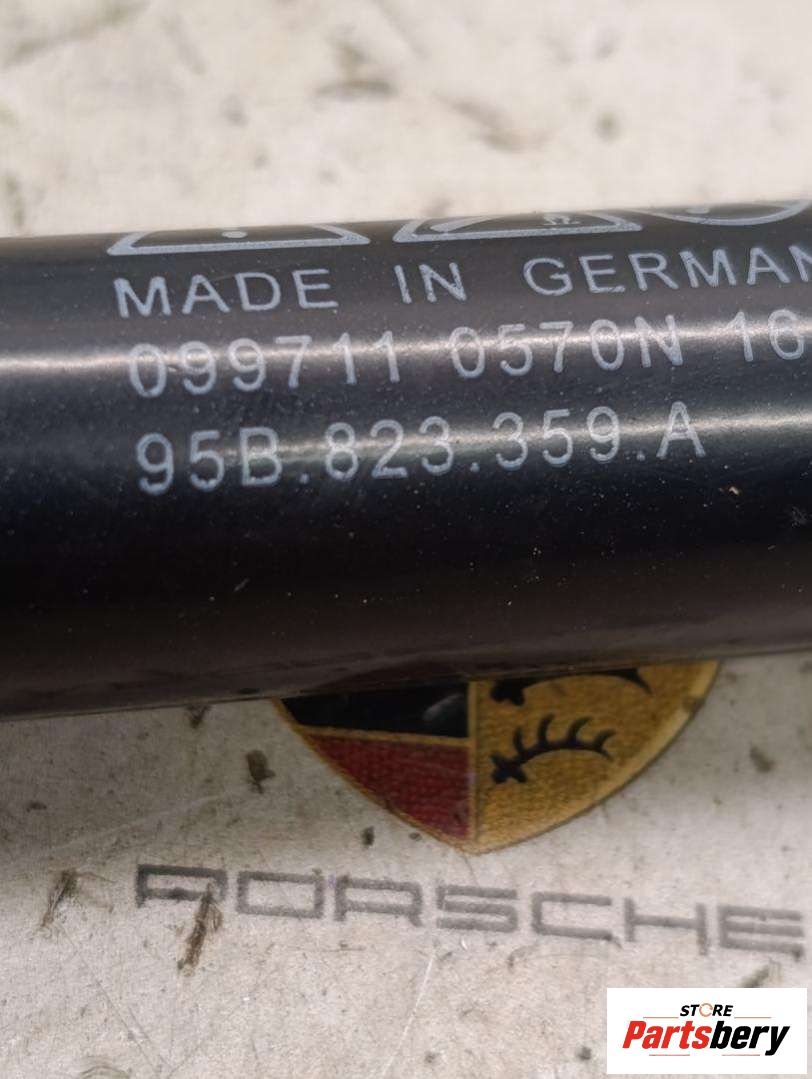 MADE IN GERMAN
099711 0570N 16
95B.823.359.A
PORSCHE
STORE
Partsbery